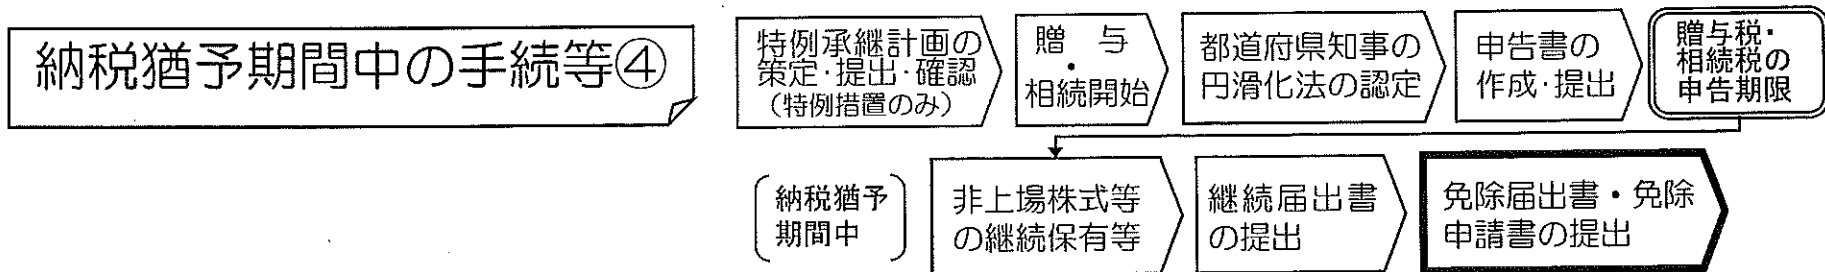 納税猶予期間中の手続等④
特例承継計画の
策定・提出・確認
（特例措置のみ）
贈　与
・
相続開始
都道府県知事の
円滑化法の認定
申告書の
作成・提出
贈与税・
相続税の
申告期限
納税猶予
期間中
非上場株式等
の継続保有等
継続届出書
の提出
免除届出書・免除
申請書の提出